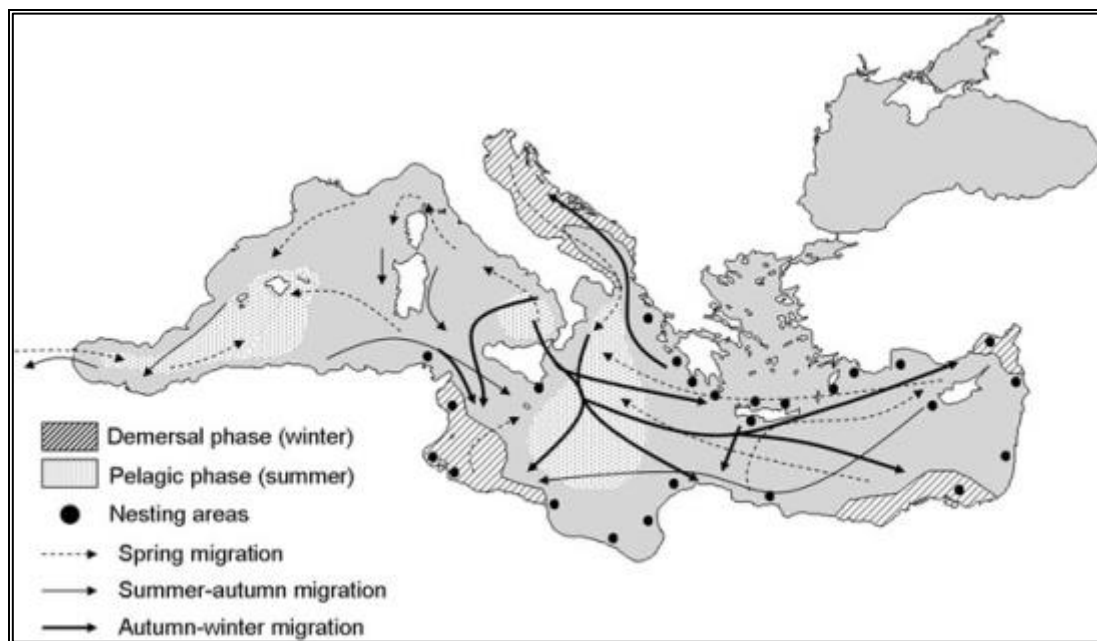 Demersal phase (winter)
Pelagic phase (summer)
Nesting areas
Spring migration
Summer-autumn migration
Autumn-winter migration